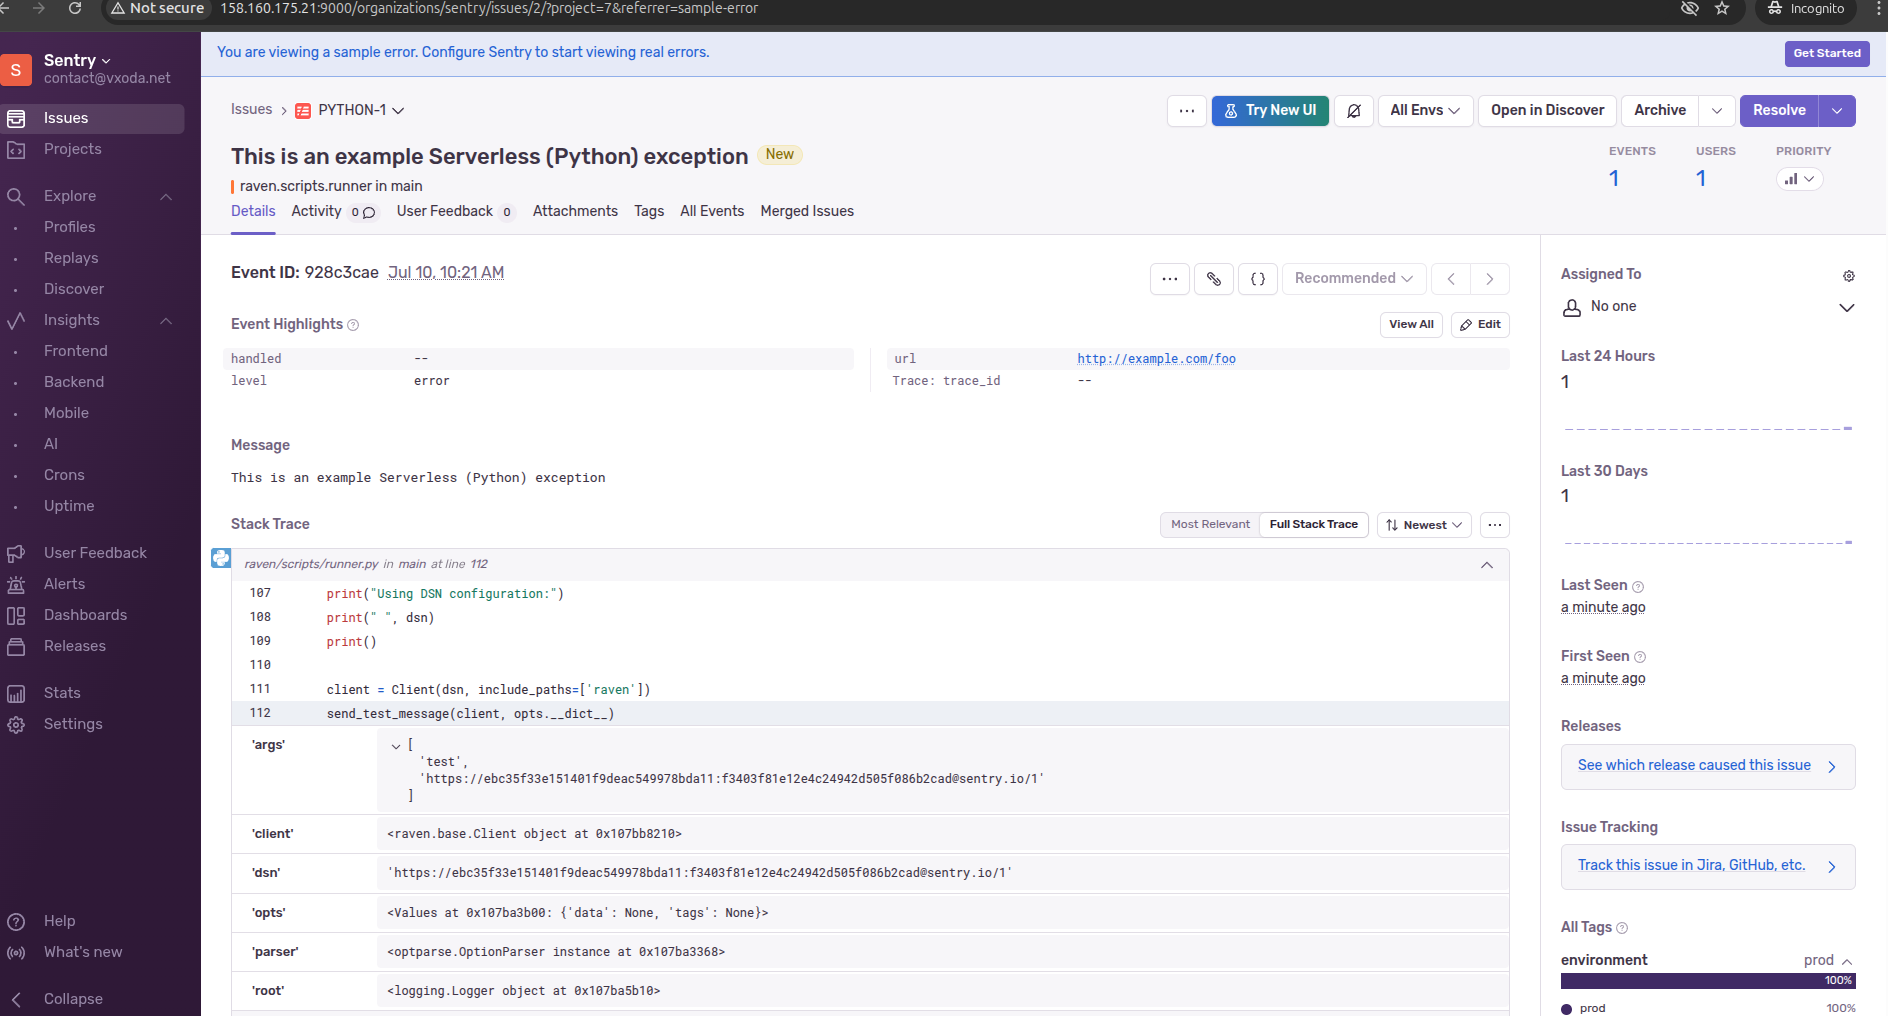 Not secure 158.160.175.21:9000/organizations/sentry/issues/2/?project=7&referrer=sample-error Incognito
S Sentry
contact@vxoda.net
Issues
Projects
Explore
Profiles
Replays
Discover
Insights
Frontend
Backend
Mobile
AI
Crons
Uptime
User Feedback
Alerts
Dashboards
Releases
Stats
Settings
Help
What's new
Collapse
You are viewing a sample error. Configure Sentry to start viewing real errors. Get Started
Issues > PYTHON-1
Try New UI All Envs Open in Discover Archive Resolve
This is an example Serverless (Python) exception New
raven.scripts.runner in main
EVENTS USERS PRIORITY
1 1
Details Activity 0 User Feedback 0 Attachments Tags All Events Merged Issues
Event ID: 928c3cae Jul 10, 10:21 AM
Recommended
Event Highlights View All Edit
handled -- url http://example.com/foo
level error Trace: trace_id --
Message
This is an example Serverless (Python) exception
Stack Trace Most Relevant Full Stack Trace Newest
raven/scripts/runner.py in main at line 112
107 print("Using DSN configuration:")
108 print(" ", dsn)
109 print()
110
111 client = Client(dsn, include_paths=['raven'])
112 send_test_message(client, opts.__dict__)
'args' [
'test',
'https://ebc35f33e151401f9deac549978bda11:f3403f81e12e4c24942d505f086b2cad@sentry.io/1'
]
'client' <raven.base.Client object at 0x107bb8210>
'dsn' 'https://ebc35f33e151401f9deac549978bda11:f3403f81e12e4c24942d505f086b2cad@sentry.io/1'
'opts' <Values at 0x107ba3b00: {'data': None, 'tags': None}>
'parser' <optparse.OptionParser instance at 0x107ba3368>
'root' <logging.Logger object at 0x107ba5b10>
Assigned To
No one
Last 24 Hours
1
Last 30 Days
1
Last Seen
a minute ago
First Seen
a minute ago
Releases
See which release caused this issue
Issue Tracking
Track this issue in Jira, GitHub, etc.
All Tags
environment prod
100%
prod 100%